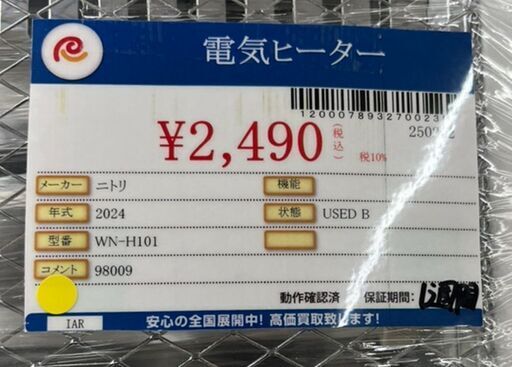 電気ヒーター
¥2,490
(税込)
税10%
メーカー ニトリ
機能
年式 2024
状態 USED B
型番 WN-H101
コメント 98009
動作確認済
保証期間:
IAR
安心の全国展開中! 高価買取致します!